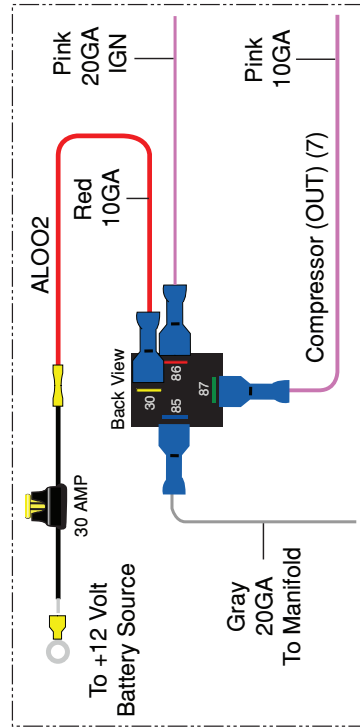 Pink
20GA
IGN
Pink
10GA
ALOO2
Red
10GA
Compressor (OUT) (7)
Back View
30
86
85
87
30 AMP
To +12 Volt
Battery Source
Gray
20GA
To Manifold